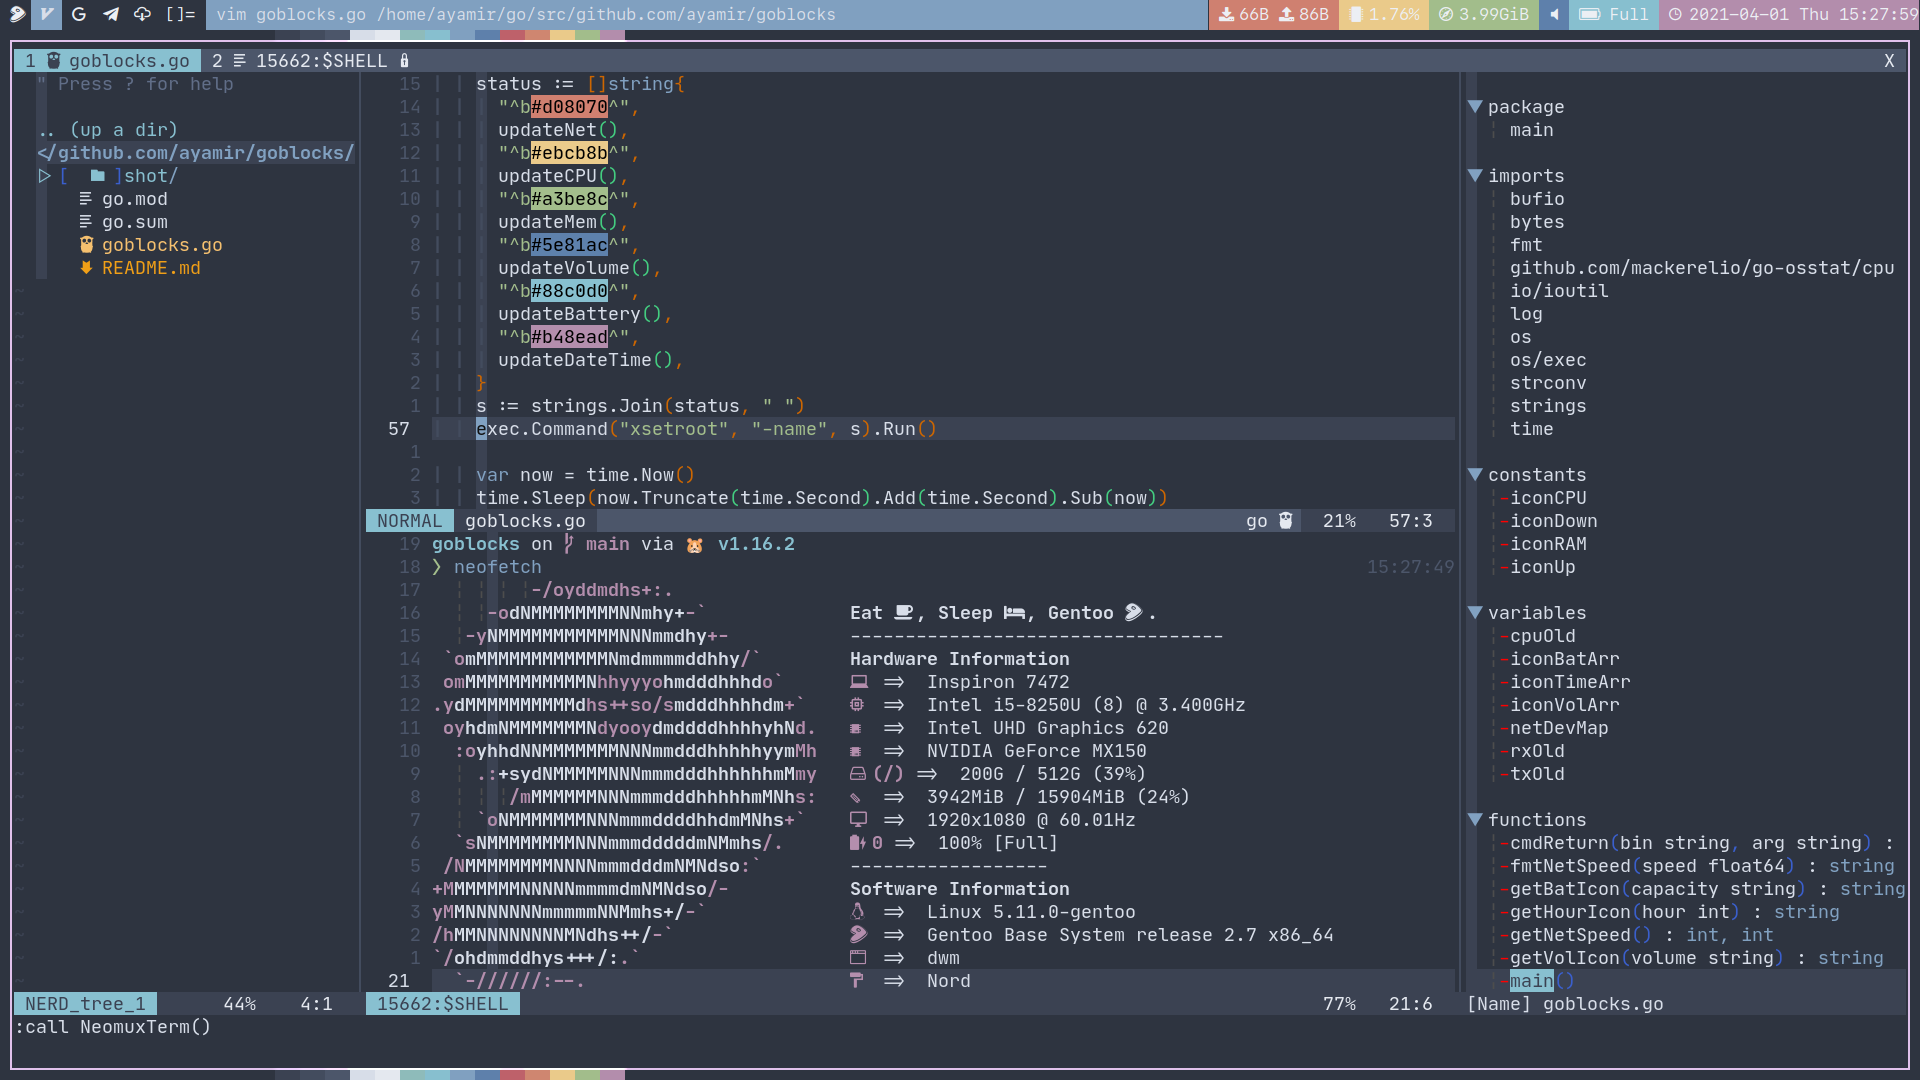 V G []= vim goblocks.go /home/ayamir/go/src/github.com/ayamir/goblocks 66B 86B 1.76% 3.99GiB Full 2021-04-01 Thu 15:27:59
1 goblocks.go 2 15662:$SHELL X
" Press ? for help
.. (up a dir)
</github.com/ayamir/goblocks/
▷ [ ]shot/
go.mod
go.sum
goblocks.go
README.md
15 status := []string{
14 "^b#d08070^",
13 updateNet(),
12 "^b#ebcb8b^",
11 updateCPU(),
10 "^b#a3be8c^",
9 updateMem(),
8 "^b#5e81ac^",
7 updateVolume(),
6 "^b#88c0d0^",
5 updateBattery(),
4 "^b#b48ead^",
3 updateDateTime(),
2 }
1 s := strings.Join(status, " ")
57 exec.Command("xsetroot", "-name", s).Run()
1
2 var now = time.Now()
3 time.Sleep(now.Truncate(time.Second).Add(time.Second).Sub(now))
NORMAL goblocks.go go 21% 57:3
19 goblocks on main via v1.16.2
18 ❯ neofetch 15:27:49
17 -/oyddmdhs+:.
16 -odNMMMMMMMMNNmhy+-` Eat , Sleep , Gentoo .
15 -yNMMMMMMMMMMMNNNmmdhy+- ----------------------------------
14 `omMMMMMMMMMMMMNmdmmmmddhhy/` Hardware Information
13 omMMMMMMMMMMMNhhyyyohmdddhhhdo` => Inspiron 7472
12 .ydMMMMMMMMMMdhs++so/smdddhhhhdm+` => Intel i5-8250U (8) @ 3.400GHz
11 oyhdmNMMMMMMMNdyooydmddddhhhhyhNd. => Intel UHD Graphics 620
10 :oyhhdNNMMMMMMMNNNmmdddhhhhhyymMh => NVIDIA GeForce MX150
9 .:+sydNMMMMMNNNmmmdddhhhhhhmMmy (/) => 200G / 512G (39%)
8 /mMMMMMMNNNmmmdddhhhhhmMNhs: => 3942MiB / 15904MiB (24%)
7 `oNMMMMMMMNNNmmmddddhhdmMNhs+` => 1920x1080 @ 60.01Hz
6 `sNMMMMMMMMNNNmmmdddddmNMmhs/. 0 => 100% [Full]
5 /NMMMMMMMMNNNNmmmdddmNMNdso:` ------------------
4 +MMMMMMMNNNNNmmmmdmNMNdso/- Software Information
3 yMMNNNNNNNmmmmmNNMmhs+/-` => Linux 5.11.0-gentoo
2 /hMMNNNNNNNNMNdhs++/-` => Gentoo Base System release 2.7 x86_64
1 `/ohdmmddhys+++/:.` => dwm
21 `-//////:--. => Nord
▼ package
main
▼ imports
bufio
bytes
fmt
github.com/mackerelio/go-osstat/cpu
io/ioutil
log
os
os/exec
strconv
strings
time
▼ constants
-iconCPU
-iconDown
-iconRAM
-iconUp
▼ variables
-cpuOld
-iconBatArr
-iconTimeArr
-iconVolArr
-netDevMap
-rxOld
-txOld
▼ functions
-cmdReturn(bin string, arg string) :
-fmtNetSpeed(speed float64) : string
-getBatIcon(capacity string) : string
-getHourIcon(hour int) : string
-getNetSpeed() : int, int
-getVolIcon(volume string) : string
-main()
NERD_tree_1 44% 4:1 15662:$SHELL 77% 21:6 [Name] goblocks.go
:call NeomuxTerm()